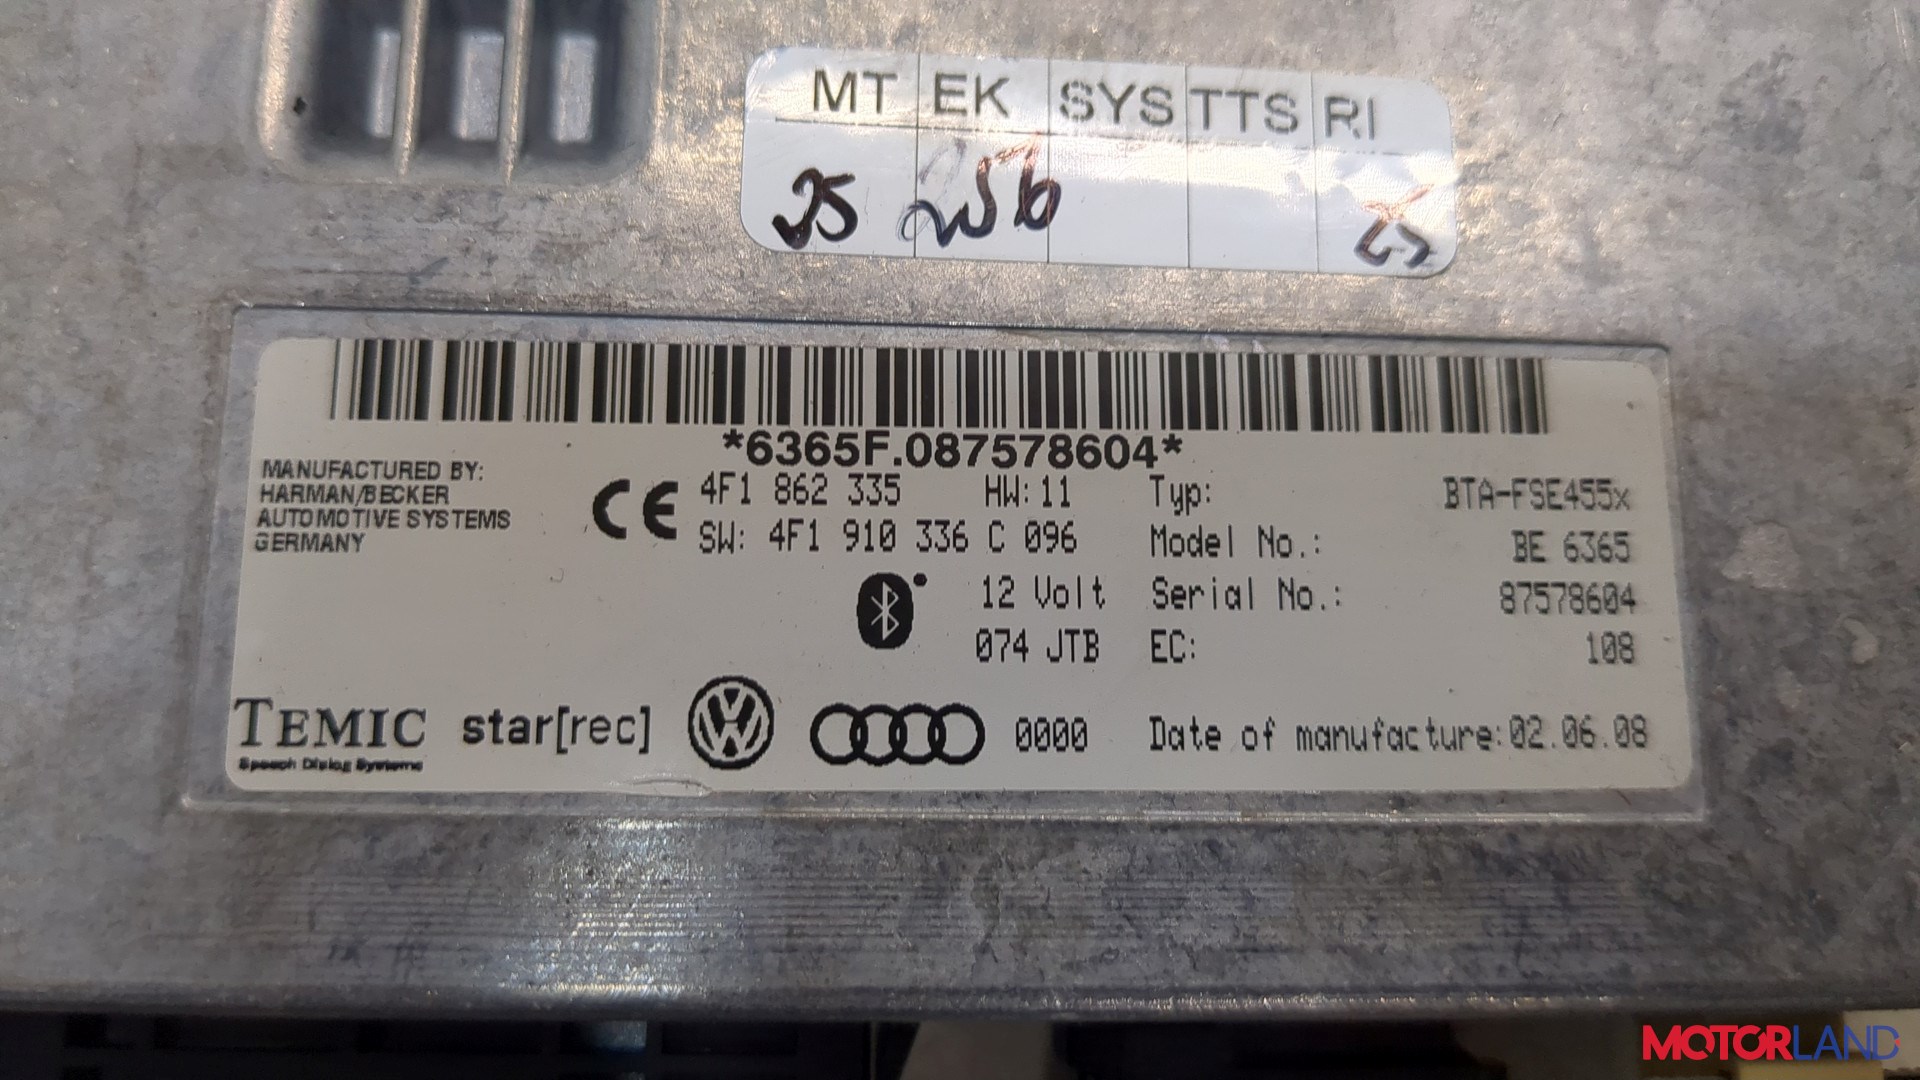 MT EK SYS TTS RI
25 256
*6365F.087578604*
MANUFACTURED BY:
HARMAN/BECKER
AUTOMOTIVE SYSTEMS
GERMANY
CE
4F1 862 335 HW:11
SW: 4F1 910 336 C 096
12 Volt
074 JTB
Typ: BTA-FSE455x
Model No.: BE 6365
Serial No.: 87578604
EC: 108
TEMIC
Speech Dialog Systems
star[rec]
VW
0000
Date of manufacture:02.06.08
MOTORLAND